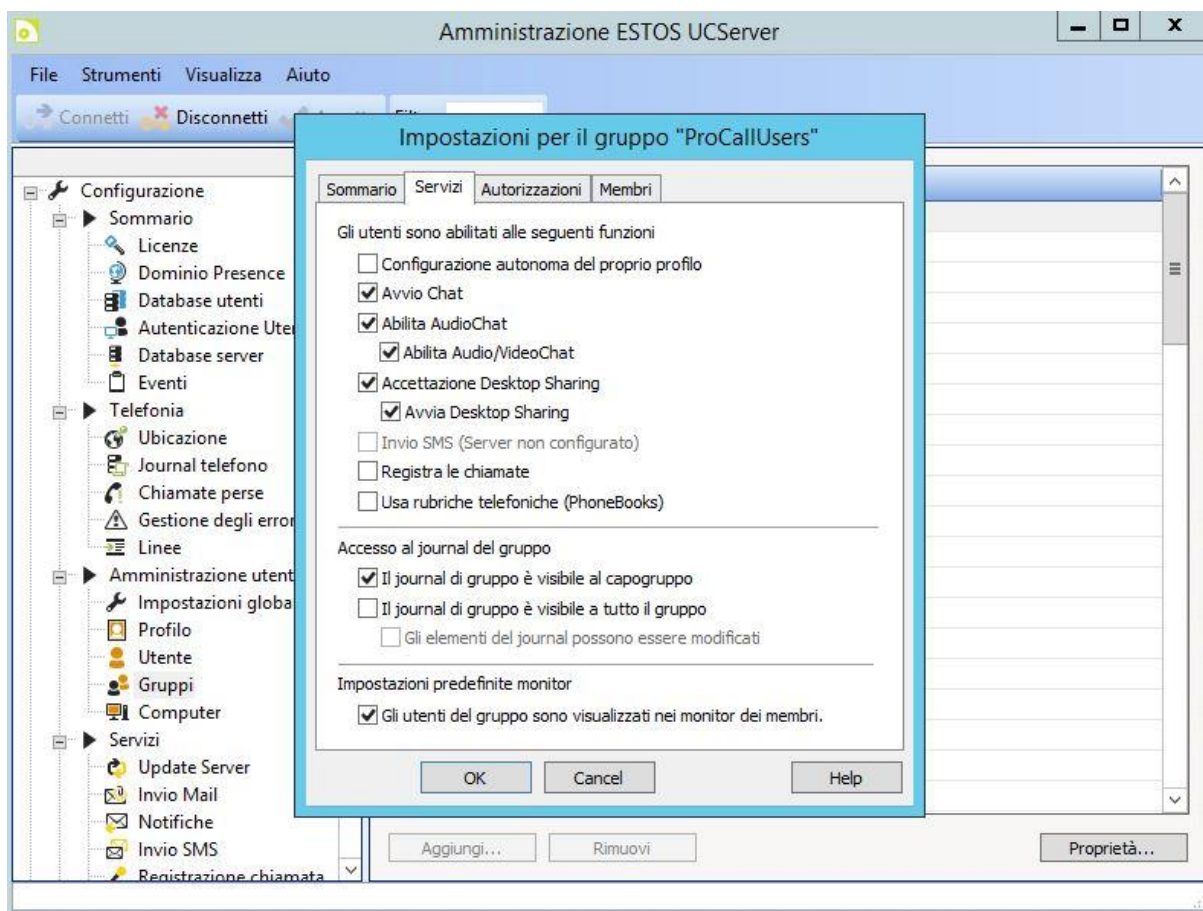 Amministrazione ESTOS UCServer
File Strumenti Visualizza Aiuto
Connetti Disconnetti
Configurazione
Sommario
Licenze
Dominio Presence
Database utenti
Autenticazione Ute
Database server
Eventi
Telefonia
Ubicazione
Journal telefono
Chiamate perse
Gestione degli error
Linee
Amministrazione utent
Impostazioni globa
Profilo
Utente
Gruppi
Computer
Servizi
Update Server
Invio Mail
Notifiche
Invio SMS
Registrazione chiamata
Impostazioni per il gruppo "ProCallUsers"
Sommario Servizi Autorizzazioni Membri
Gli utenti sono abilitati alle seguenti funzioni
Configurazione autonoma del proprio profilo
Avvio Chat
Abilita AudioChat
Abilita Audio/VideoChat
Accettazione Desktop Sharing
Avvia Desktop Sharing
Invio SMS (Server non configurato)
Registra le chiamate
Usa rubriche telefoniche (PhoneBooks)
Accesso al journal del gruppo
Il journal di gruppo è visibile al capogruppo
Il journal di gruppo è visibile a tutto il gruppo
Gli elementi del journal possono essere modificati
Impostazioni predefinite monitor
Gli utenti del gruppo sono visualizzati nei monitor dei membri.
OK Cancel Help
Aggiungi... Rimuovi Proprietà...